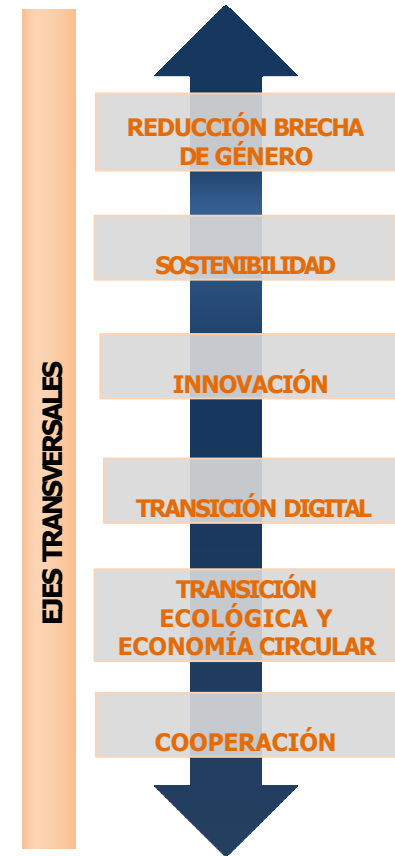 EJES TRANSVERSALES
REDUCCIÓN BRECHA
DE GÉNERO
SOSTENIBILIDAD
INNOVACIÓN
TRANSICIÓN DIGITAL
TRANSICIÓN
ECOLÓGICA Y
ECONOMÍA CIRCULAR
COOPERACIÓN